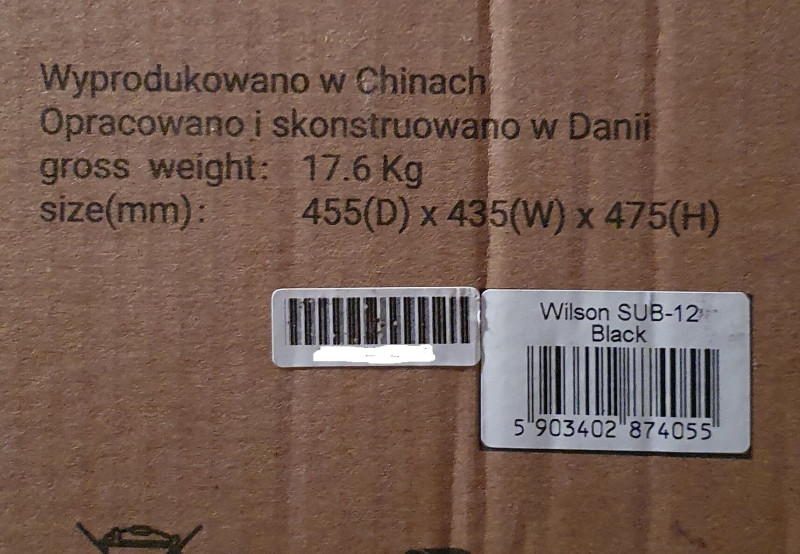 Wyprodukowano w Chinach
Opracowano i skonstruowano w Danii
gross weight: 17.6 Kg
size(mm): 455(D) x 435(W) x 475(H)
Wilson SUB-12
Black
5 903402 874055